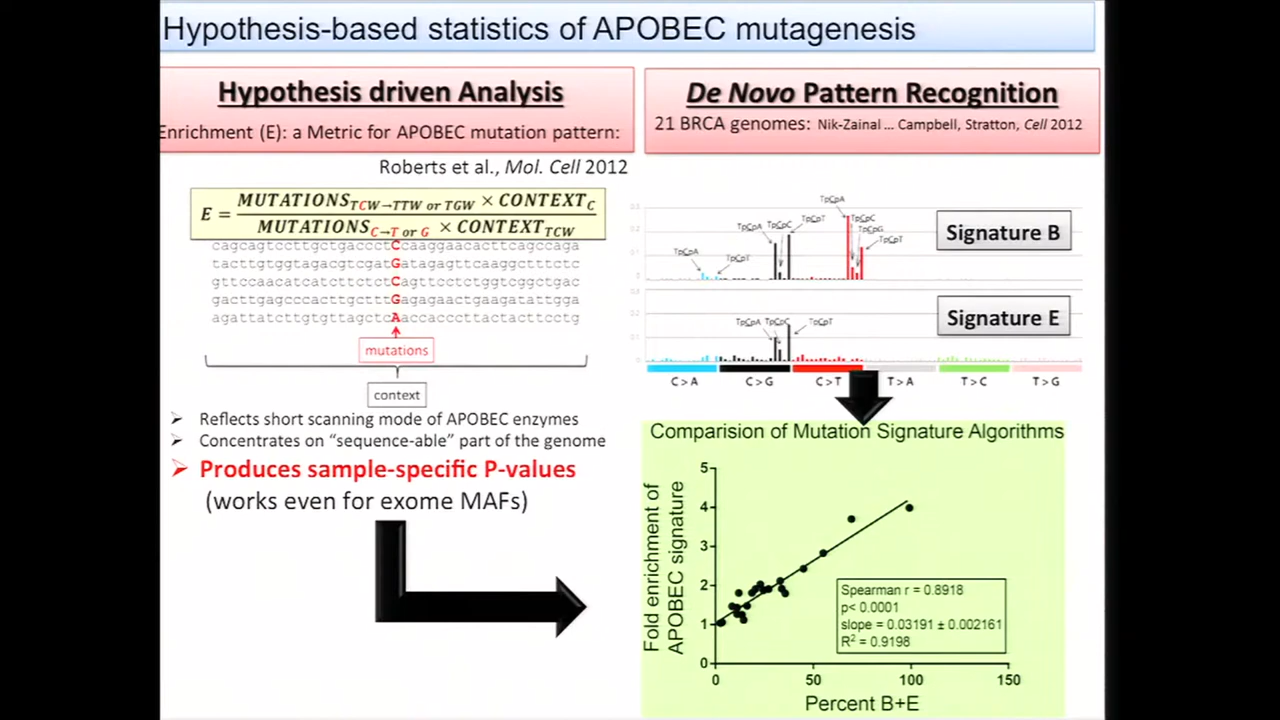 Hypothesis-based statistics of APOBEC mutagenesis
Hypothesis driven Analysis
Enrichment (E): a Metric for APOBEC mutation pattern:
Roberts et al., Mol. Cell 2012
E = MUTATIONS TCW→TTW or TGW × CONTEXT C
MUTATIONS C→T or G × CONTEXT TCW
cagcagtccttgctgaccctCcaaggaacacttcagccaga
tacttgtggtagacgtcgatGatagagttcaaggctttctc
gttccaacatcatcttctctCagttcctctggtcggctgac
gacttgagcccacttgctttGagagaactgaagatattgga
agattatcttgtgttagctcAaccacccttactacttcctg
mutations
context
➢ Reflects short scanning mode of APOBEC enzymes
➢ Concentrates on "sequence-able" part of the genome
➢ Produces sample-specific P-values
(works even for exome MAFs)
De Novo Pattern Recognition
21 BRCA genomes: Nik-Zainal ... Campbell, Stratton, Cell 2012
TpCpA
TpCpT
TpCpA
TpCpC
TpCpT
TpCpA
TpCpC
TpCpG
TpCpT
Signature B
TpCpA
TpCpC
TpCpT
Signature E
C > A
C > G
C > T
T > A
T > C
T > G
Comparision of Mutation Signature Algorithms
Fold enrichment of
APOBEC signature
5
4
3
2
1
0
Spearman r = 0.8918
p< 0.0001
slope = 0.03191 ± 0.002161
R² = 0.9198
0
50
100
150
Percent B+E